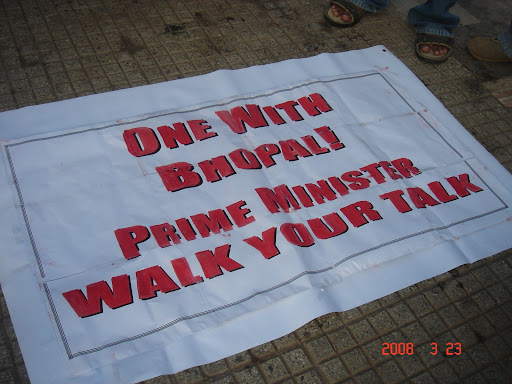 One With
Bhopal!
Prime Minister
Walk Your Talk
2008 3 23